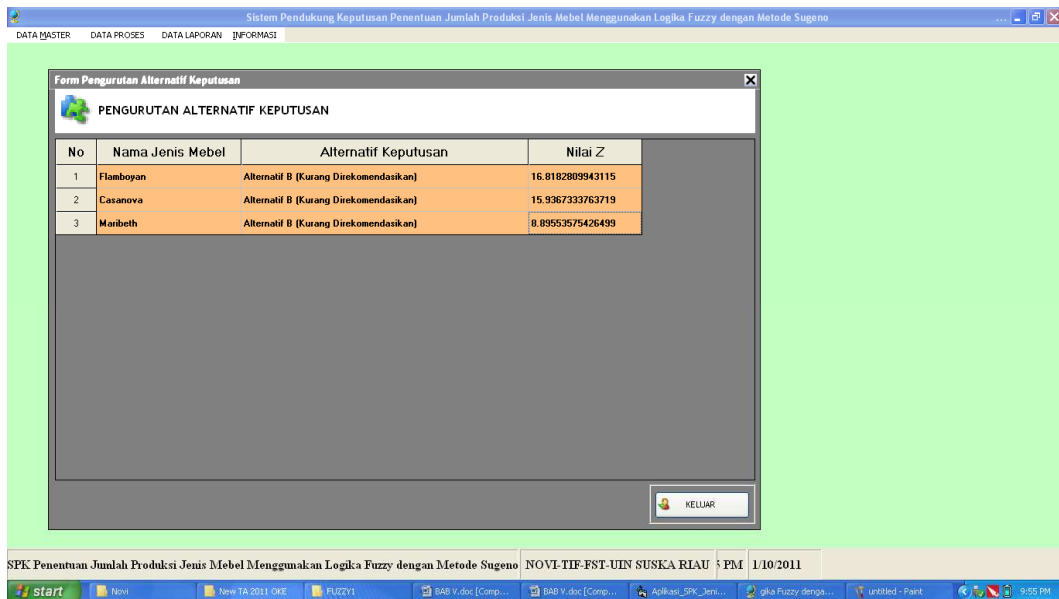 Sistem Pendukung Keputusan Penentuan Jumlah Produksi Jenis Mebel Menggunakan Logika Fuzzy dengan Metode Sugeno ...
DATA MASTER DATA PROSES DATA LAPORAN INFORMASI
Form Pengurutan Alternatif Keputusan
PENGURUTAN ALTERNATIF KEPUTUSAN
No Nama Jenis Mebel Alternatif Keputusan Nilai Z
1 Flamboyan Alternatif B (Kurang Direkomendasikan) 16.8182809943115
2 Casanova Alternatif B (Kurang Direkomendasikan) 15.9367333763719
3 Maribeth Alternatif B (Kurang Direkomendasikan) 8.89553575426499
KELUAR
SPK Penentuan Jumlah Produksi Jenis Mebel Menggunakan Logika Fuzzy dengan Metode Sugeno NOVI-TIF-FST-UIN SUSKA RIAU PM 1/10/2011
start Novi New TA 2011 OKE FUZZY1 BAB V.doc [Comp... BAB V.doc [Comp... Aplikasi_SPK_Jeni... gika Fuzzy denga... untitled - Paint 9:55 PM